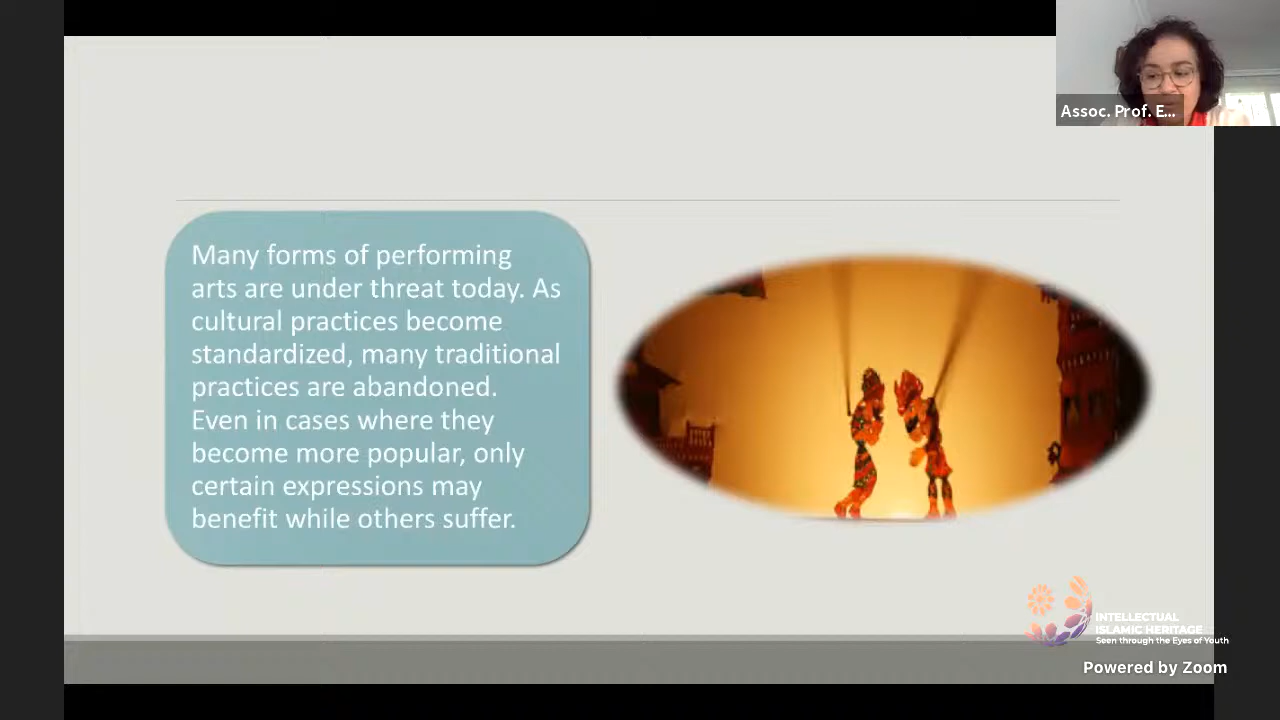 Assoc. Prof. E...
Many forms of performing
arts are under threat today. As
cultural practices become
standardized, many traditional
practices are abandoned.
Even in cases where they
become more popular, only
certain expressions may
benefit while others suffer.
INTELLECTUAL
ISLAMIC HERITAGE
Seen through the Eyes of Youth
Powered by Zoom